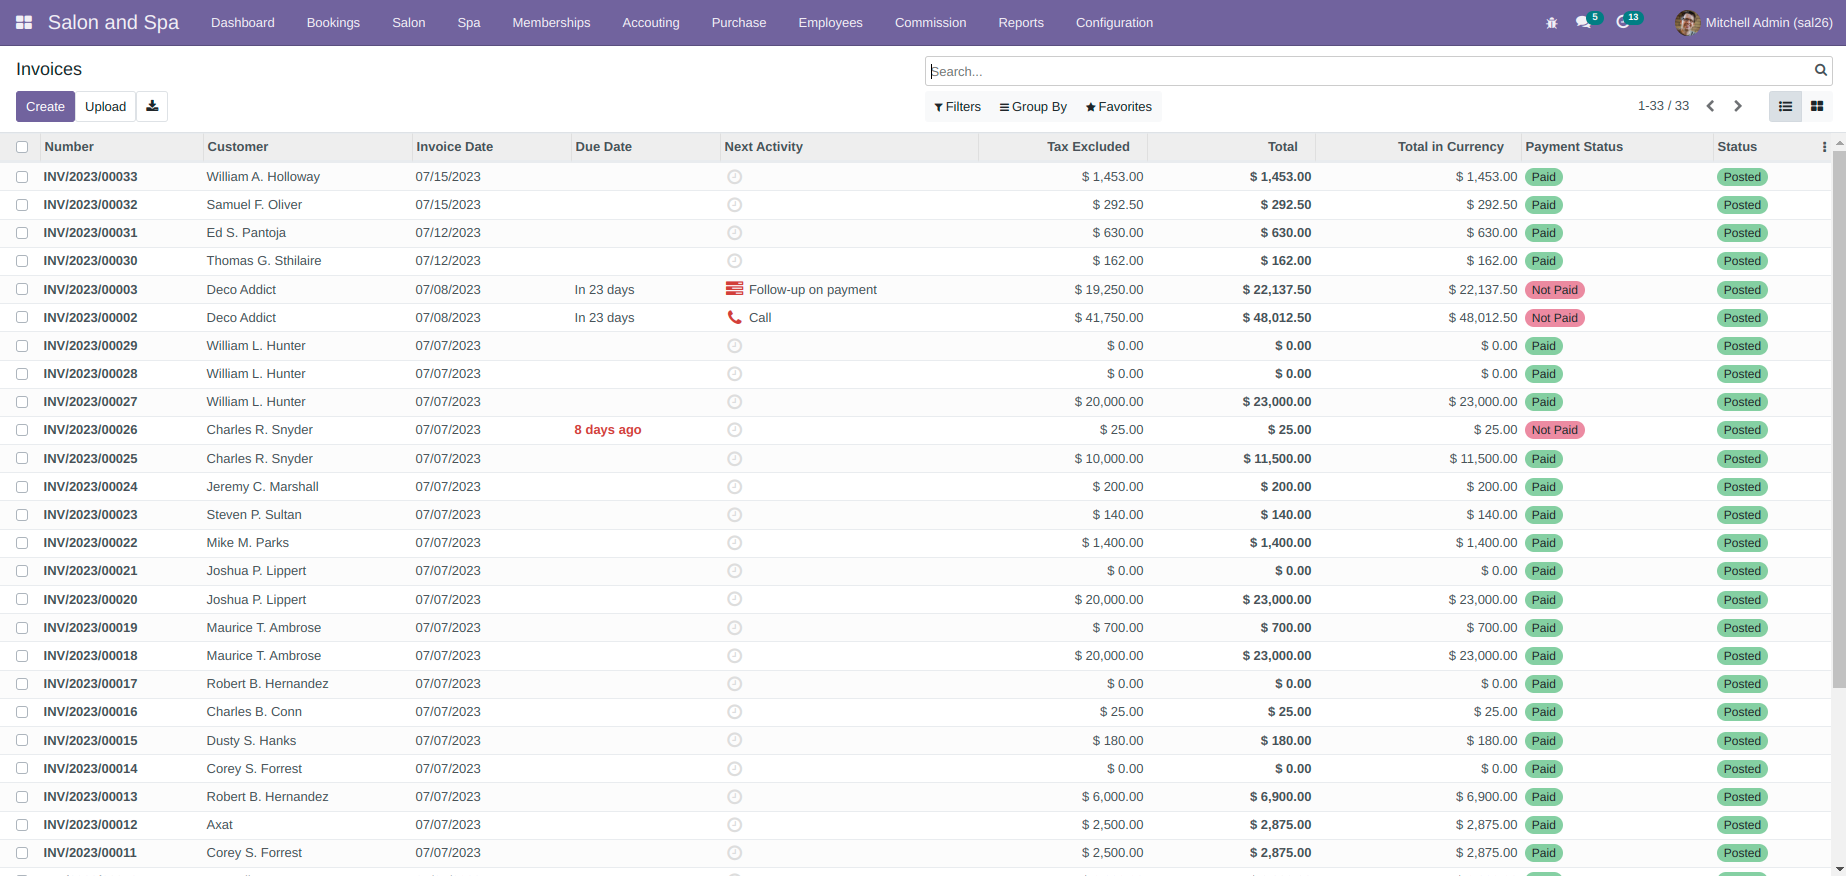 Salon and Spa Dashboard Bookings Salon Spa Memberships Accouting Purchase Employees Commission Reports Configuration 5 13 Mitchell Admin (sal26)
Invoices Search...
Create Upload Filters Group By Favorites 1-33 / 33
Number Customer Invoice Date Due Date Next Activity Tax Excluded Total Total in Currency Payment Status Status
INV/2023/00033 William A. Holloway 07/15/2023 $ 1,453.00 $ 1,453.00 $ 1,453.00 Paid Posted
INV/2023/00032 Samuel F. Oliver 07/15/2023 $ 292.50 $ 292.50 $ 292.50 Paid Posted
INV/2023/00031 Ed S. Pantoja 07/12/2023 $ 630.00 $ 630.00 $ 630.00 Paid Posted
INV/2023/00030 Thomas G. Sthilaire 07/12/2023 $ 162.00 $ 162.00 $ 162.00 Paid Posted
INV/2023/00003 Deco Addict 07/08/2023 In 23 days Follow-up on payment $ 19,250.00 $ 22,137.50 $ 22,137.50 Not Paid Posted
INV/2023/00002 Deco Addict 07/08/2023 In 23 days Call $ 41,750.00 $ 48,012.50 $ 48,012.50 Not Paid Posted
INV/2023/00029 William L. Hunter 07/07/2023 $ 0.00 $ 0.00 $ 0.00 Paid Posted
INV/2023/00028 William L. Hunter 07/07/2023 $ 0.00 $ 0.00 $ 0.00 Paid Posted
INV/2023/00027 William L. Hunter 07/07/2023 $ 20,000.00 $ 23,000.00 $ 23,000.00 Paid Posted
INV/2023/00026 Charles R. Snyder 07/07/2023 8 days ago $ 25.00 $ 25.00 $ 25.00 Not Paid Posted
INV/2023/00025 Charles R. Snyder 07/07/2023 $ 10,000.00 $ 11,500.00 $ 11,500.00 Paid Posted
INV/2023/00024 Jeremy C. Marshall 07/07/2023 $ 200.00 $ 200.00 $ 200.00 Paid Posted
INV/2023/00023 Steven P. Sultan 07/07/2023 $ 140.00 $ 140.00 $ 140.00 Paid Posted
INV/2023/00022 Mike M. Parks 07/07/2023 $ 1,400.00 $ 1,400.00 $ 1,400.00 Paid Posted
INV/2023/00021 Joshua P. Lippert 07/07/2023 $ 0.00 $ 0.00 $ 0.00 Paid Posted
INV/2023/00020 Joshua P. Lippert 07/07/2023 $ 20,000.00 $ 23,000.00 $ 23,000.00 Paid Posted
INV/2023/00019 Maurice T. Ambrose 07/07/2023 $ 700.00 $ 700.00 $ 700.00 Paid Posted
INV/2023/00018 Maurice T. Ambrose 07/07/2023 $ 20,000.00 $ 23,000.00 $ 23,000.00 Paid Posted
INV/2023/00017 Robert B. Hernandez 07/07/2023 $ 0.00 $ 0.00 $ 0.00 Paid Posted
INV/2023/00016 Charles B. Conn 07/07/2023 $ 25.00 $ 25.00 $ 25.00 Paid Posted
INV/2023/00015 Dusty S. Hanks 07/07/2023 $ 180.00 $ 180.00 $ 180.00 Paid Posted
INV/2023/00014 Corey S. Forrest 07/07/2023 $ 0.00 $ 0.00 $ 0.00 Paid Posted
INV/2023/00013 Robert B. Hernandez 07/07/2023 $ 6,000.00 $ 6,900.00 $ 6,900.00 Paid Posted
INV/2023/00012 Axat 07/07/2023 $ 2,500.00 $ 2,875.00 $ 2,875.00 Paid Posted
INV/2023/00011 Corey S. Forrest 07/07/2023 $ 2,500.00 $ 2,875.00 $ 2,875.00 Paid Posted